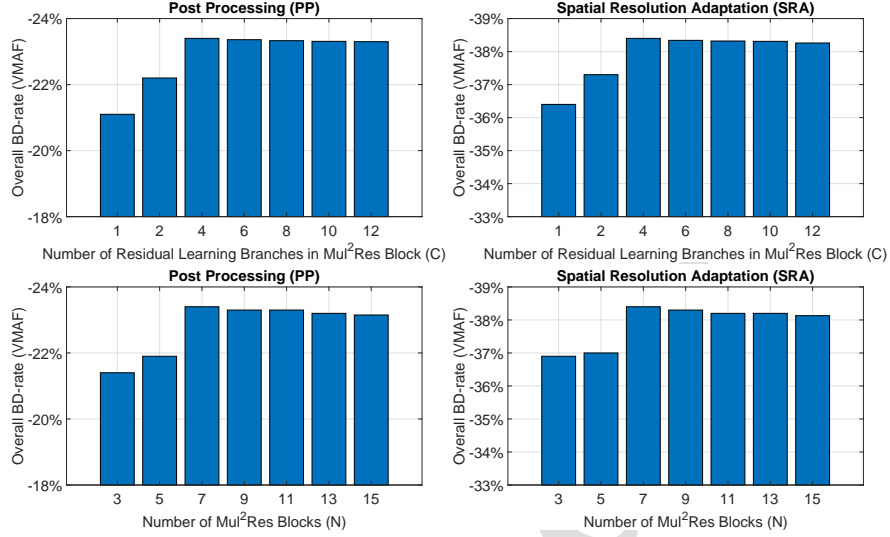 Post Processing (PP)
Overall BD-rate (VMAF)
-24%
-22%
-20%
-18%
1 2 4 6 8 10 12
Number of Residual Learning Branches in Mul²Res Block (C)
Spatial Resolution Adaptation (SRA)
Overall BD-rate (VMAF)
-39%
-38%
-37%
-36%
-35%
-34%
-33%
1 2 4 6 8 10 12
Number of Residual Learning Branches in Mul²Res Block (C)
Post Processing (PP)
Overall BD-rate (VMAF)
-24%
-22%
-20%
-18%
3 5 7 9 11 13 15
Number of Mul²Res Blocks (N)
Spatial Resolution Adaptation (SRA)
Overall BD-rate (VMAF)
-39%
-38%
-37%
-36%
-35%
-34%
-33%
3 5 7 9 11 13 15
Number of Mul²Res Blocks (N)